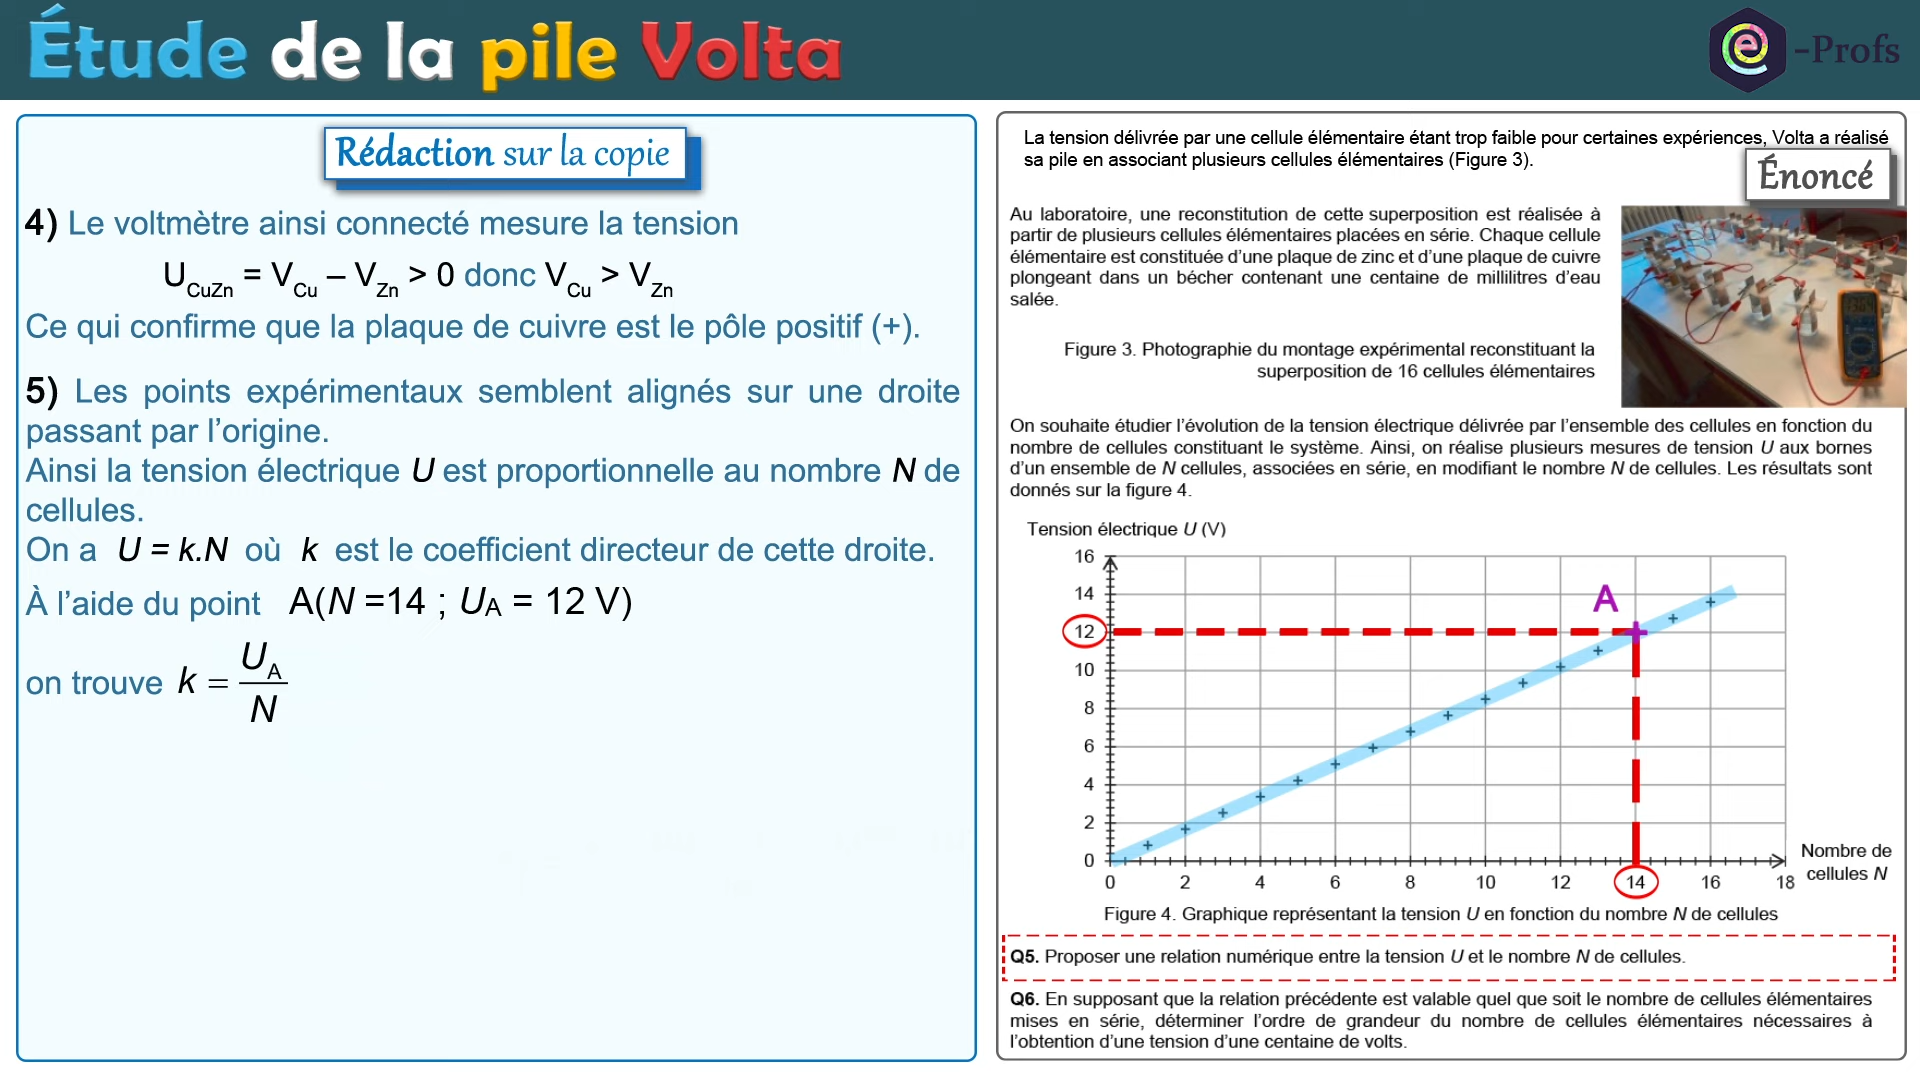 Étude de la pile Volta
e-Profs
Rédaction sur la copie
4) Le voltmètre ainsi connecté mesure la tension
U_CuZn = V_Cu – V_Zn > 0 donc V_Cu > V_Zn
Ce qui confirme que la plaque de cuivre est le pôle positif (+).
5) Les points expérimentaux semblent alignés sur une droite
passant par l’origine.
Ainsi la tension électrique U est proportionnelle au nombre N de
cellules.
On a U = k.N où k est le coefficient directeur de cette droite.
À l’aide du point A(N =14 ; UA = 12 V)
on trouve k = U_A / N
La tension délivrée par une cellule élémentaire étant trop faible pour certaines expériences, Volta a réalisé
sa pile en associant plusieurs cellules élémentaires (Figure 3).
Énoncé
Au laboratoire, une reconstitution de cette superposition est réalisée à
partir de plusieurs cellules élémentaires placées en série. Chaque cellule
élémentaire est constituée d’une plaque de zinc et d’une plaque de cuivre
plongeant dans un bécher contenant une centaine de millilitres d’eau
salée.
Figure 3. Photographie du montage expérimental reconstituant la
superposition de 16 cellules élémentaires
On souhaite étudier l’évolution de la tension électrique délivrée par l’ensemble des cellules en fonction du
nombre de cellules constituant le système. Ainsi, on réalise plusieurs mesures de tension U aux bornes
d’un ensemble de N cellules, associées en série, en modifiant le nombre N de cellules. Les résultats sont
donnés sur la figure 4.
Tension électrique U (V)
16
14
A
12
10
8
6
4
2
0
Nombre de
cellules N
0 2 4 6 8 10 12 14 16 18
Figure 4. Graphique représentant la tension U en fonction du nombre N de cellules
Q5. Proposer une relation numérique entre la tension U et le nombre N de cellules.
Q6. En supposant que la relation précédente est valable quel que soit le nombre de cellules élémentaires
mises en série, déterminer l’ordre de grandeur du nombre de cellules élémentaires nécessaires à
l’obtention d’une tension d’une centaine de volts.